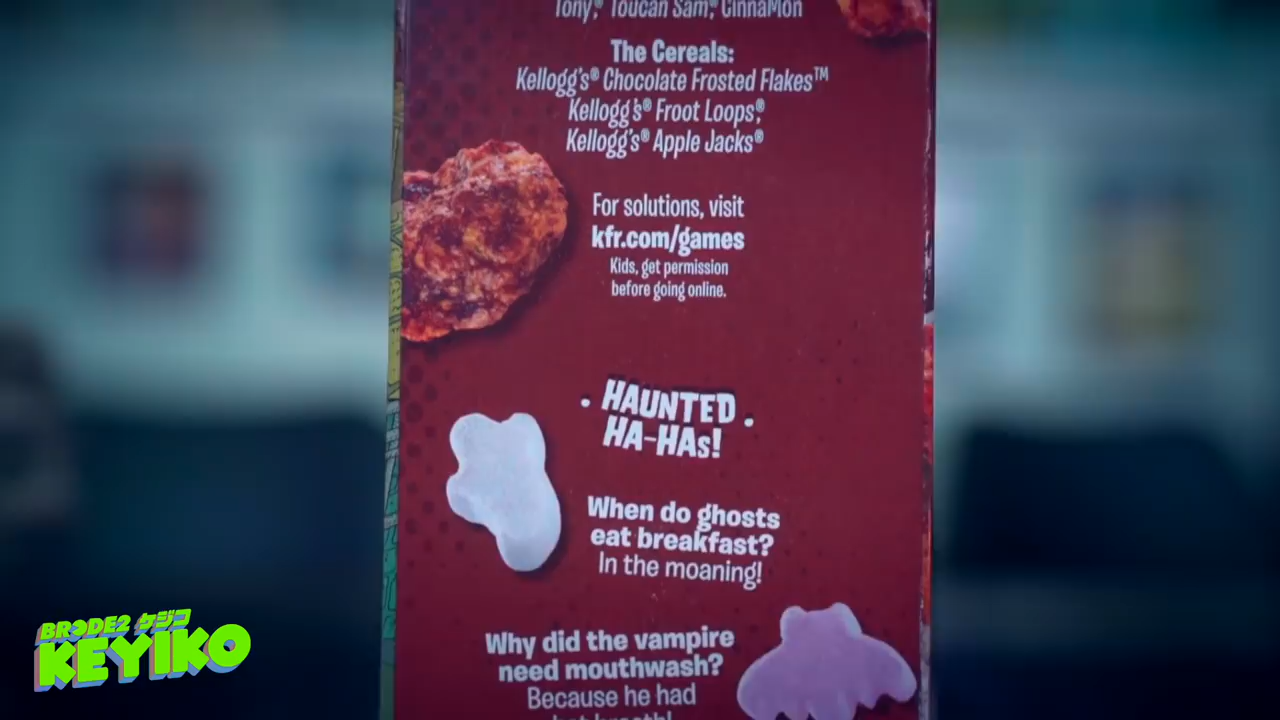 Tony,® Toucan Sam,® CinnaMon
The Cereals:
Kellogg's® Chocolate Frosted Flakes™
Kellogg's® Froot Loops,®
Kellogg's® Apple Jacks®
For solutions, visit
kfr.com/games
Kids, get permission
before going online.
• HAUNTED •
HA-HAs!
When do ghosts
eat breakfast?
In the moaning!
Why did the vampire
need mouthwash?
Because he had
bat breath!
BRODE2 ケジコ
KEYIKO